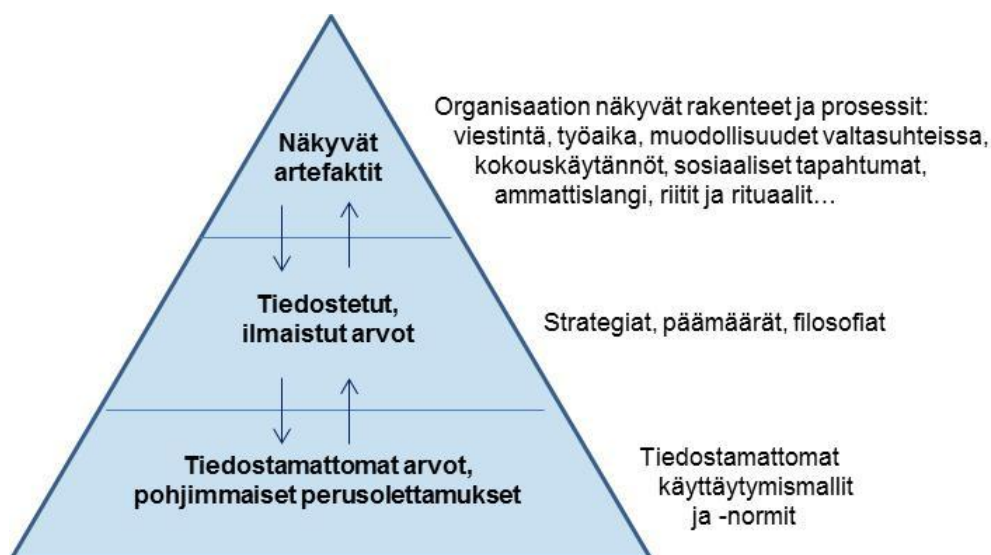 Näkyvät
artefaktit
Organisaation näkyvät rakenteet ja prosessit:
viestintä, työaika, muodollisuudet valtasuhteissa,
kokouskäytännöt, sosiaaliset tapahtumat,
ammattislangi, riitit ja rituaalit…
Tiedostetut,
ilmaistut arvot
Strategiat, päämäärät, filosofiat
Tiedostamattomat arvot,
pohjimmaiset perusolettamukset
Tiedostamattomat
käyttäytymismallit
ja -normit